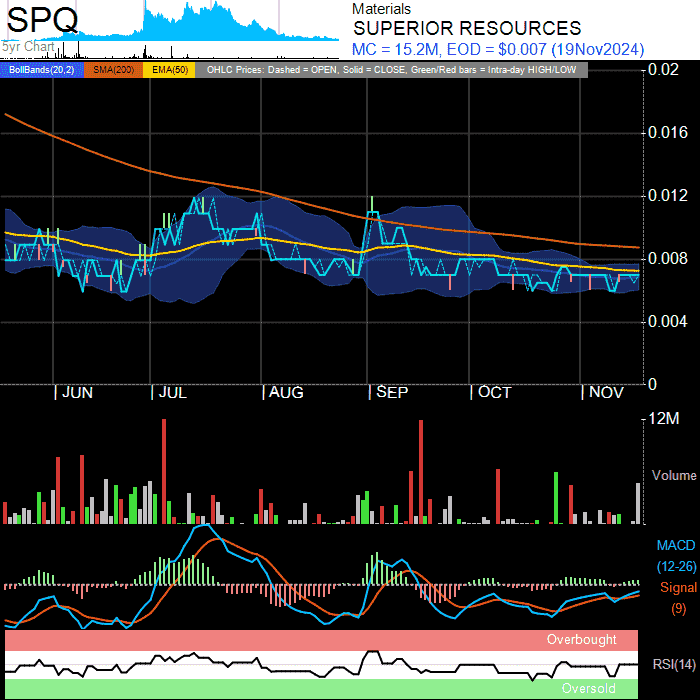 SPQ
5yr Chart
Materials
SUPERIOR RESOURCES
MC = 15.2M, EOD = $0.007 (19Nov2024)
BollBands(20,2) SMA(200) EMA(50) OHLC Prices: Dashed = OPEN, Solid = CLOSE, Green/Red bars = Intra-day HIGH/LOW
0.02
0.016
0.012
0.008
0.004
0
JUN JUL AUG SEP OCT NOV
12M
Volume
MACD
(12-26)
Signal
(9)
Overbought
RSI(14)
Oversold